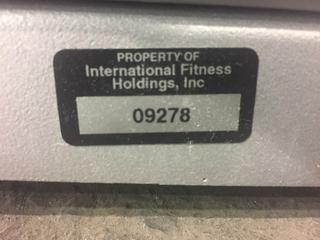 PROPERTY OF
International Fitness
Holdings, Inc
09278